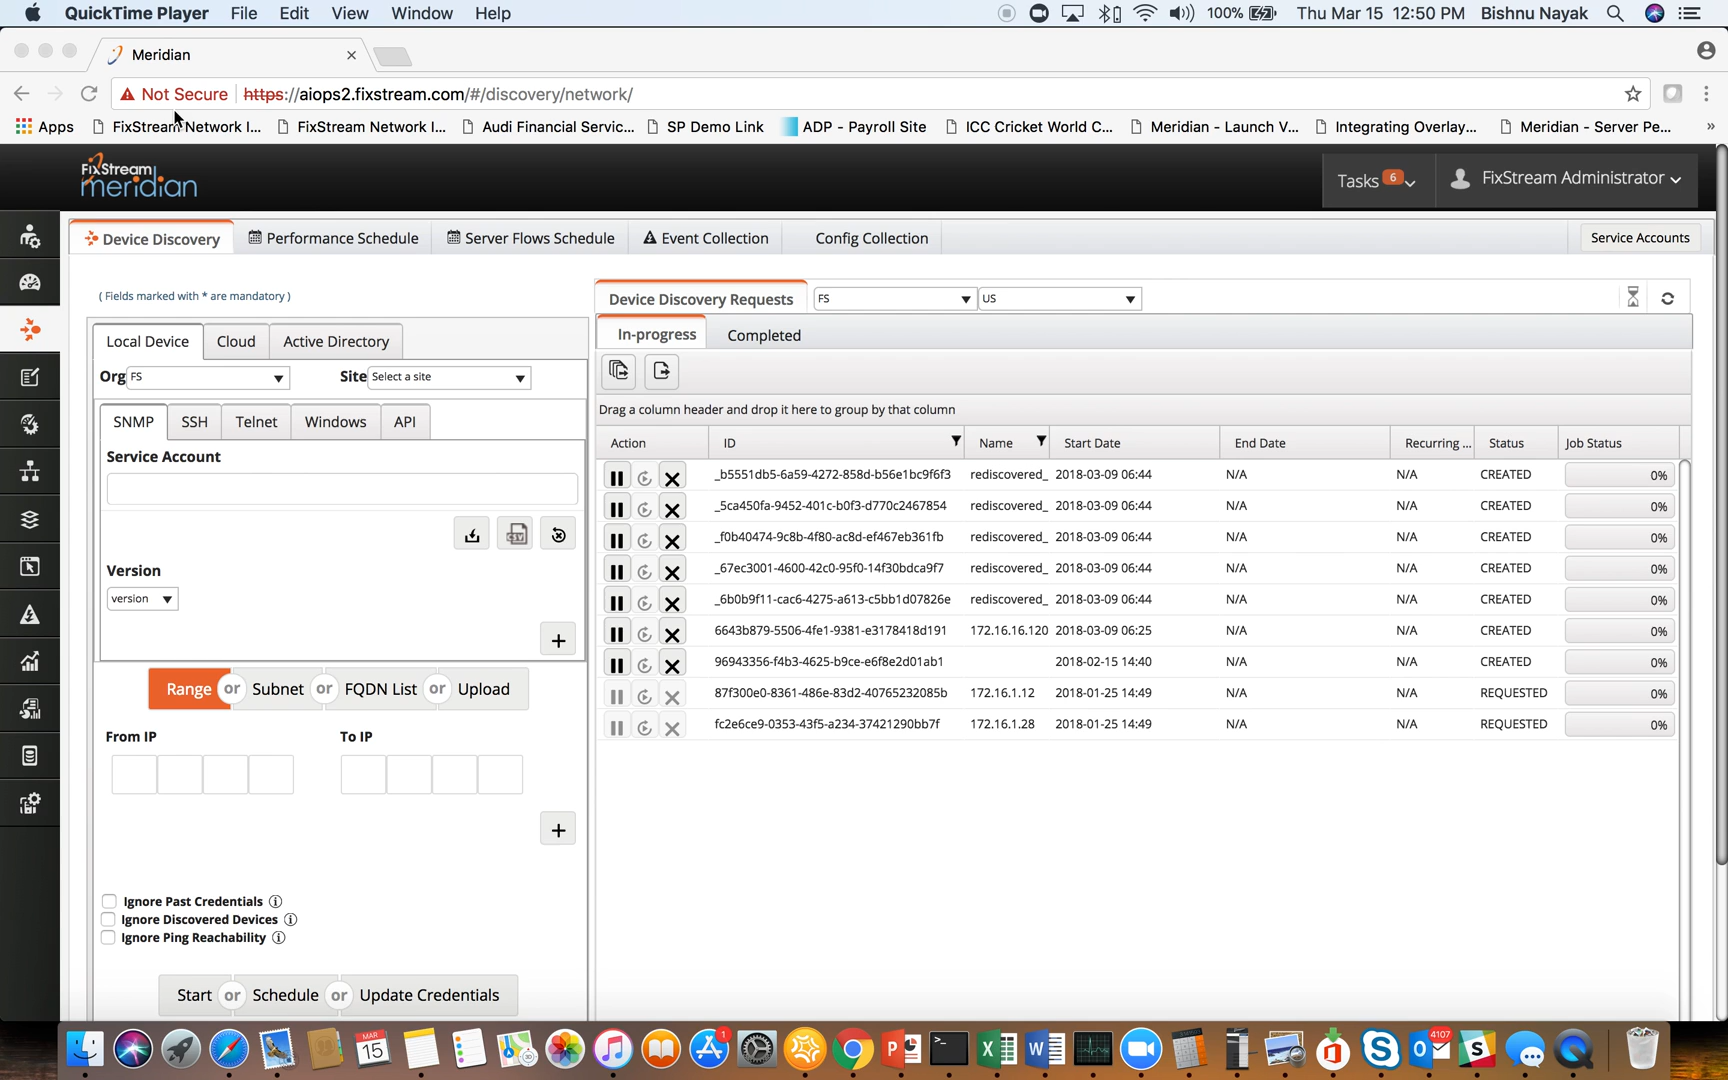 QuickTime Player File Edit View Window Help 100% Thu Mar 15 12:50 PM Bishnu Nayak
Meridian
Not Secure https://aiops2.fixstream.com/#/discovery/network/
Apps FixStream Network I... FixStream Network I... Audi Financial Servic... SP Demo Link ADP - Payroll Site ICC Cricket World C... Meridian - Launch V... Integrating Overlay... Meridian - Server Pe... »
FixStream
meridian
Tasks 6 FixStream Administrator
Device Discovery Performance Schedule Server Flows Schedule Event Collection Config Collection Service Accounts
( Fields marked with * are mandatory )
Device Discovery Requests FS US
Local Device Cloud Active Directory
In-progress Completed
Org FS Site Select a site
Drag a column header and drop it here to group by that column
SNMP SSH Telnet Windows API
Action ID Name Start Date End Date Recurring ... Status Job Status
Service Account
_b5551db5-6a59-4272-858d-b56e1bc9f6f3 rediscovered_ 2018-03-09 06:44 N/A N/A CREATED 0%
_5ca450fa-9452-401c-b0f3-d770c2467854 rediscovered_ 2018-03-09 06:44 N/A N/A CREATED 0%
_f0b40474-9c8b-4f80-ac8d-ef467eb361fb rediscovered_ 2018-03-09 06:44 N/A N/A CREATED 0%
_67ec3001-4600-42c0-95f0-14f30bdca9f7 rediscovered_ 2018-03-09 06:44 N/A N/A CREATED 0%
_6b0b9f11-cac6-4275-a613-c5bb1d07826e rediscovered_ 2018-03-09 06:44 N/A N/A CREATED 0%
6643b879-5506-4fe1-9381-e3178418d191 172.16.16.120 2018-03-09 06:25 N/A N/A CREATED 0%
96943356-f4b3-4625-b9ce-e6f8e2d01ab1 2018-02-15 14:40 N/A N/A CREATED 0%
87f300e0-8361-486e-83d2-40765232085b 172.16.1.12 2018-01-25 14:49 N/A N/A REQUESTED 0%
fc2e6ce9-0353-43f5-a234-37421290bb7f 172.16.1.28 2018-01-25 14:49 N/A N/A REQUESTED 0%
CSV
Version
version
Range or Subnet or FQDN List or Upload
From IP To IP
Ignore Past Credentials
Ignore Discovered Devices
Ignore Ping Reachability
Start or Schedule or Update Credentials
MAR
15
1
4107